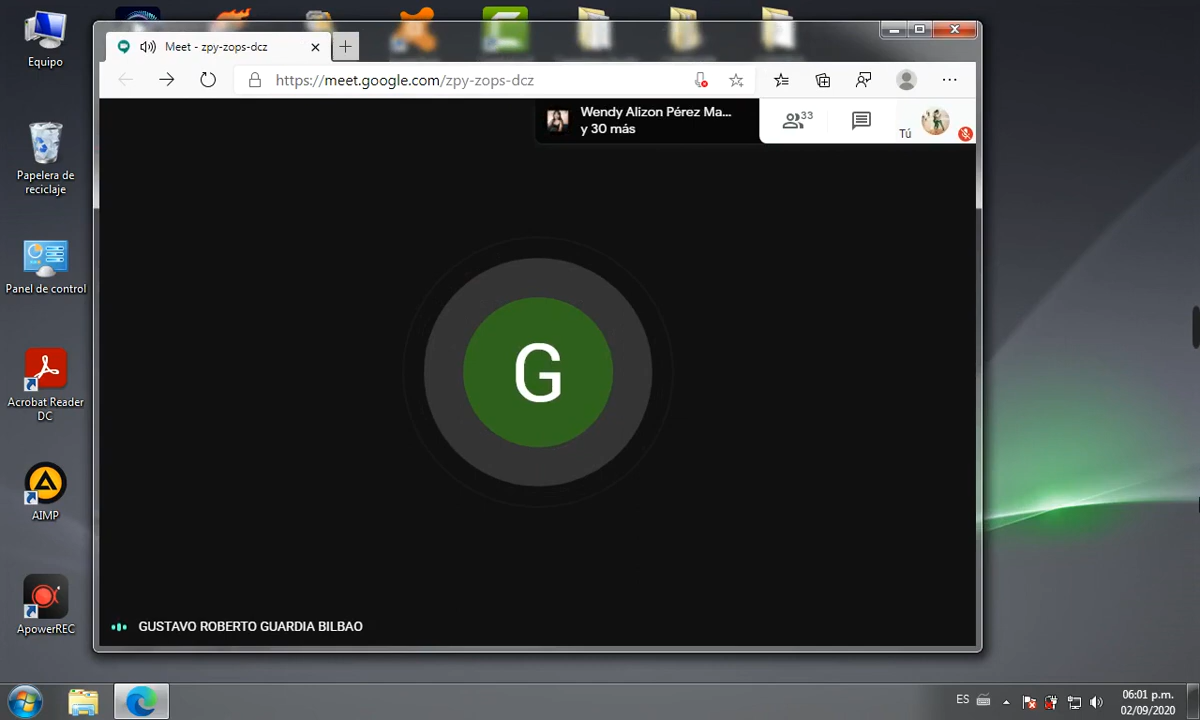 Equipo
Papelera de
reciclaje
Panel de control
Acrobat Reader
DC
AIMP
ApowerREC
Meet - zpy-zops-dcz
https://meet.google.com/zpy-zops-dcz
Wendy Alizon Pérez Ma...
y 30 más
33
Tú
G
GUSTAVO ROBERTO GUARDIA BILBAO
ES
06:01 p.m.
02/09/2020